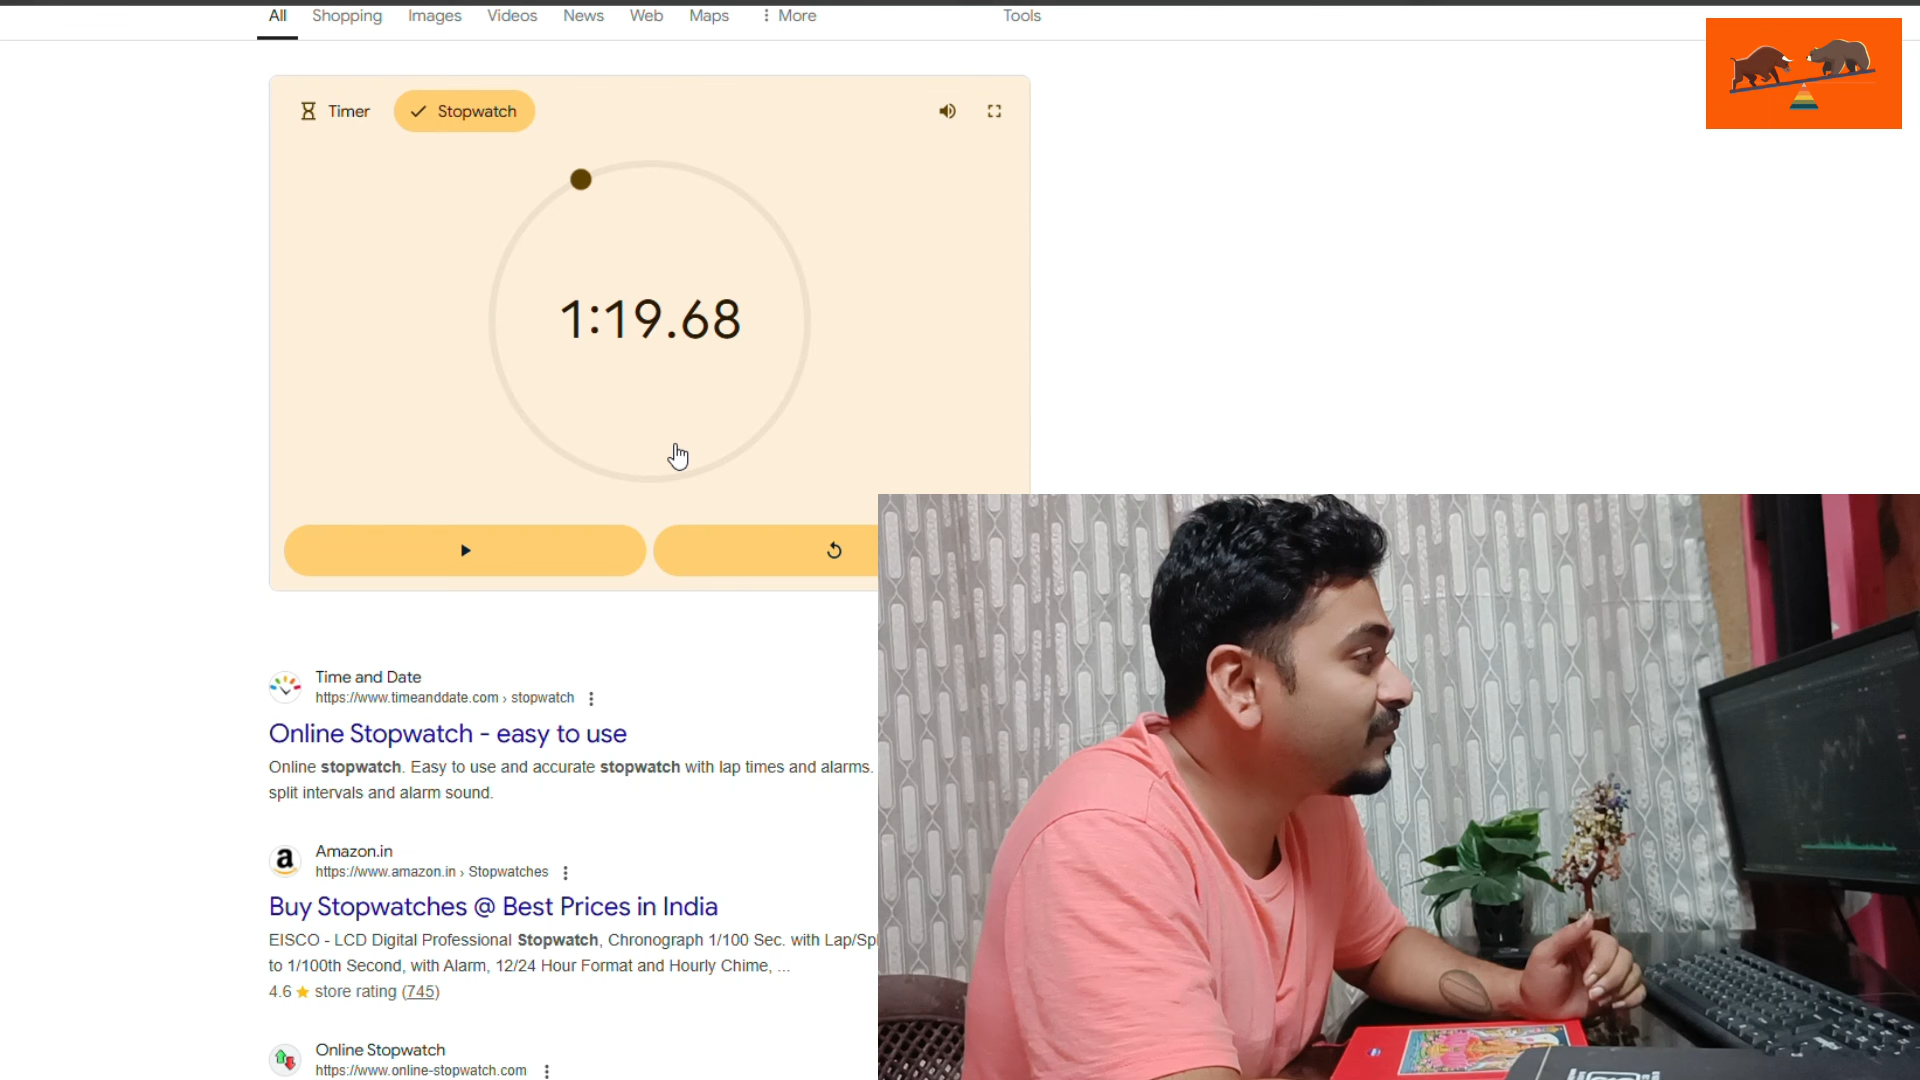 All Shopping Images Videos News Web Maps More Tools
Timer Stopwatch
1:19.68
Time and Date
https://www.timeanddate.com › stopwatch
Online Stopwatch - easy to use
Online stopwatch. Easy to use and accurate stopwatch with lap times and alarms.
split intervals and alarm sound.
Amazon.in
https://www.amazon.in › Stopwatches
Buy Stopwatches @ Best Prices in India
EISCO - LCD Digital Professional Stopwatch, Chronograph 1/100 Sec. with Lap/Spl
to 1/100th Second, with Alarm, 12/24 Hour Format and Hourly Chime, ...
4.6 store rating (745)
Online Stopwatch
https://www.online-stopwatch.com